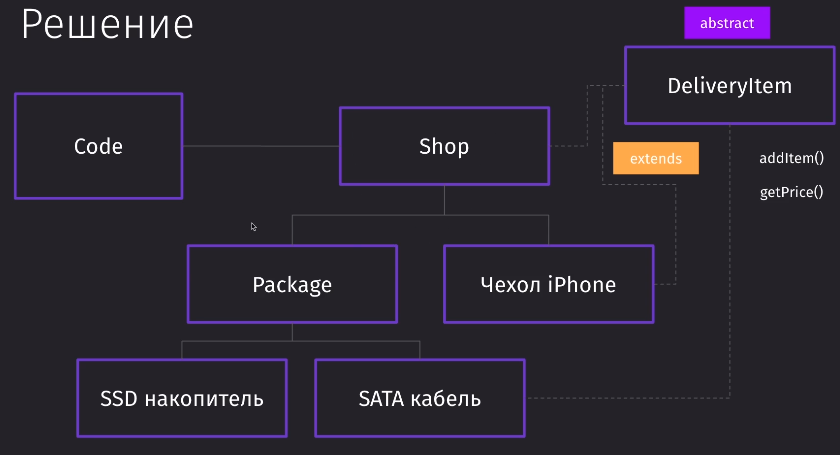 Решение
abstract
DeliveryItem
Code
Shop
extends
addItem()
getPrice()
Package
Чехол iPhone
SSD накопитель
SATA кабель